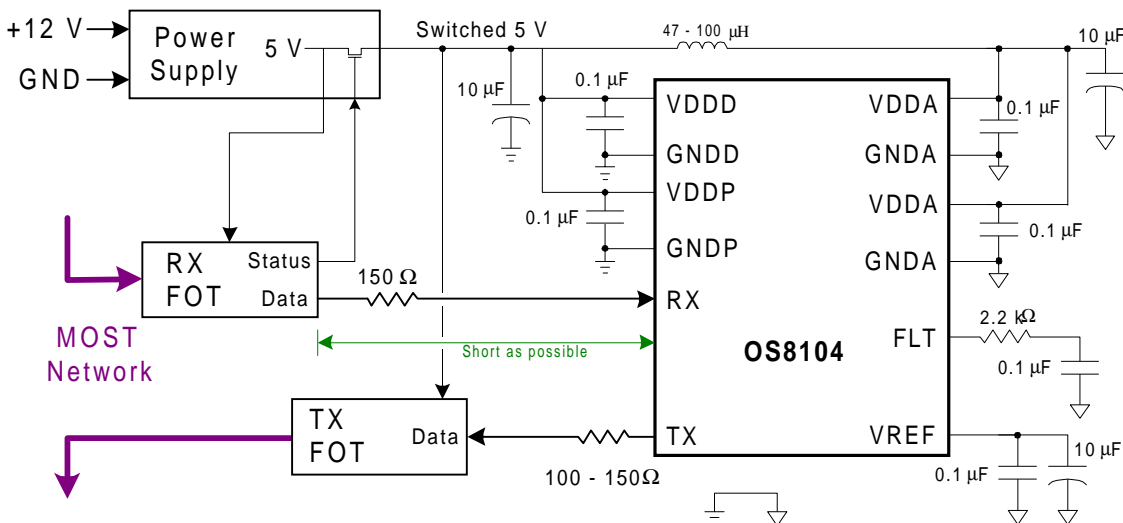 +12 V
GND
Power
Supply
5 V
Switched 5 V
47 - 100 µH
10 µF
10 µF
0.1 µF
0.1 µF
VDDD
GNDD
VDDP
GNDP
0.1 µF
VDDA
GNDA
VDDA
GNDA
0.1 µF
RX
FOT
Status
Data
150 Ω
RX
Short as possible
MOST
Network
OS8104
FLT
2.2 kΩ
0.1 µF
TX
FOT
Data
TX
100 - 150Ω
VREF
0.1 µF
10 µF